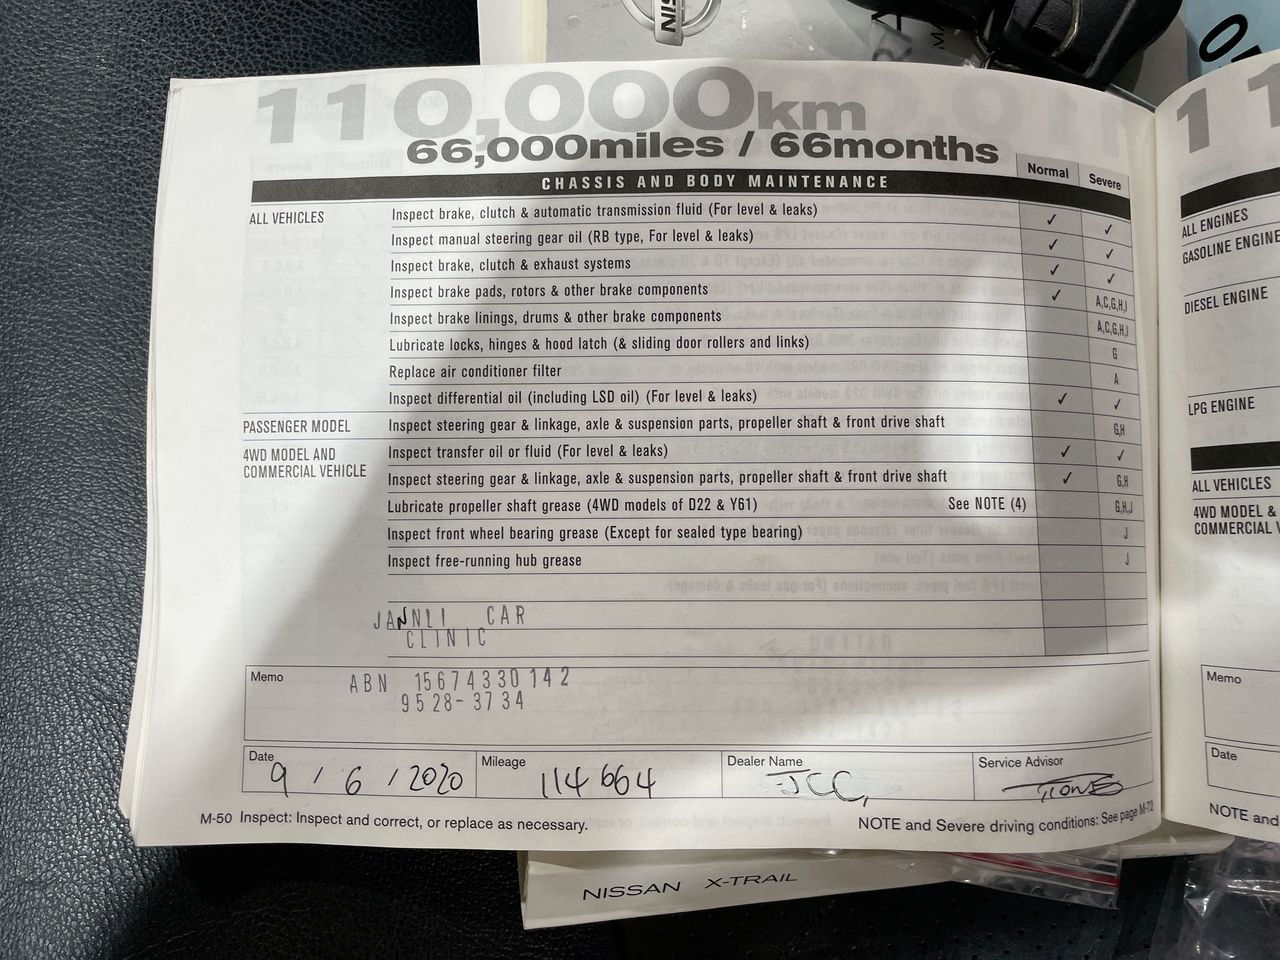 110,000km
66,000miles / 66months
CHASSIS AND BODY MAINTENANCE Normal Severe
ALL VEHICLES Inspect brake, clutch & automatic transmission fluid (For level & leaks) ✓ ✓
Inspect manual steering gear oil (RB type, For level & leaks) ✓ ✓
Inspect brake, clutch & exhaust systems ✓ ✓
Inspect brake pads, rotors & other brake components ✓ A,C,G,H,I
Inspect brake linings, drums & other brake components A,C,G,H,I
Lubricate locks, hinges & hood latch (& sliding door rollers and links) G
Replace air conditioner filter A
Inspect differential oil (including LSD oil) (For level & leaks) ✓ ✓
PASSENGER MODEL Inspect steering gear & linkage, axle & suspension parts, propeller shaft & front drive shaft G,H
4WD MODEL AND Inspect transfer oil or fluid (For level & leaks) ✓ ✓
COMMERCIAL VEHICLE Inspect steering gear & linkage, axle & suspension parts, propeller shaft & front drive shaft ✓ G,H
Lubricate propeller shaft grease (4WD models of D22 & Y61) See NOTE (4) G,H,J
Inspect front wheel bearing grease (Except for sealed type bearing) J
Inspect free-running hub grease J
JANNLI CAR
CLINIC
Memo ABN 15674330142
9528-3734
Date 9 / 6 / 2020 Mileage 114664 Dealer Name JCC, Service Advisor
M-50 Inspect: Inspect and correct, or replace as necessary. NOTE and Severe driving conditions: See page M-72
NISSAN X-TRAIL
1 1
ALL ENGINES
GASOLINE ENGINE
DIESEL ENGINE
LPG ENGINE
ALL VEHICLES
4WD MODEL &
COMMERCIAL V
Memo
Date
NOTE and